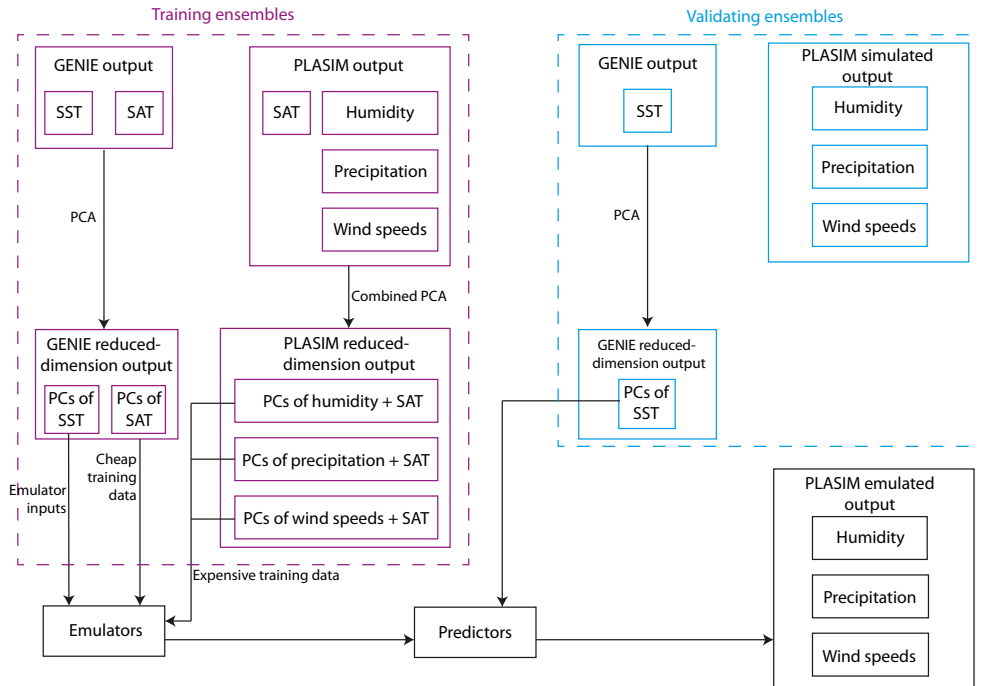 Training ensembles
GENIE output
SST
SAT
PLASIM output
SAT
Humidity
Precipitation
Wind speeds
PCA
Combined PCA
GENIE reduced-
dimension output
PCs of
SST
PCs of
SAT
PLASIM reduced-
dimension output
PCs of humidity + SAT
PCs of precipitation + SAT
PCs of wind speeds + SAT
Emulator
inputs
Cheap
training
data
Expensive training data
Validating ensembles
GENIE output
SST
PLASIM simulated
output
Humidity
Precipitation
Wind speeds
PCA
GENIE reduced-
dimension output
PCs of
SST
Emulators
Predictors
PLASIM emulated
output
Humidity
Precipitation
Wind speeds